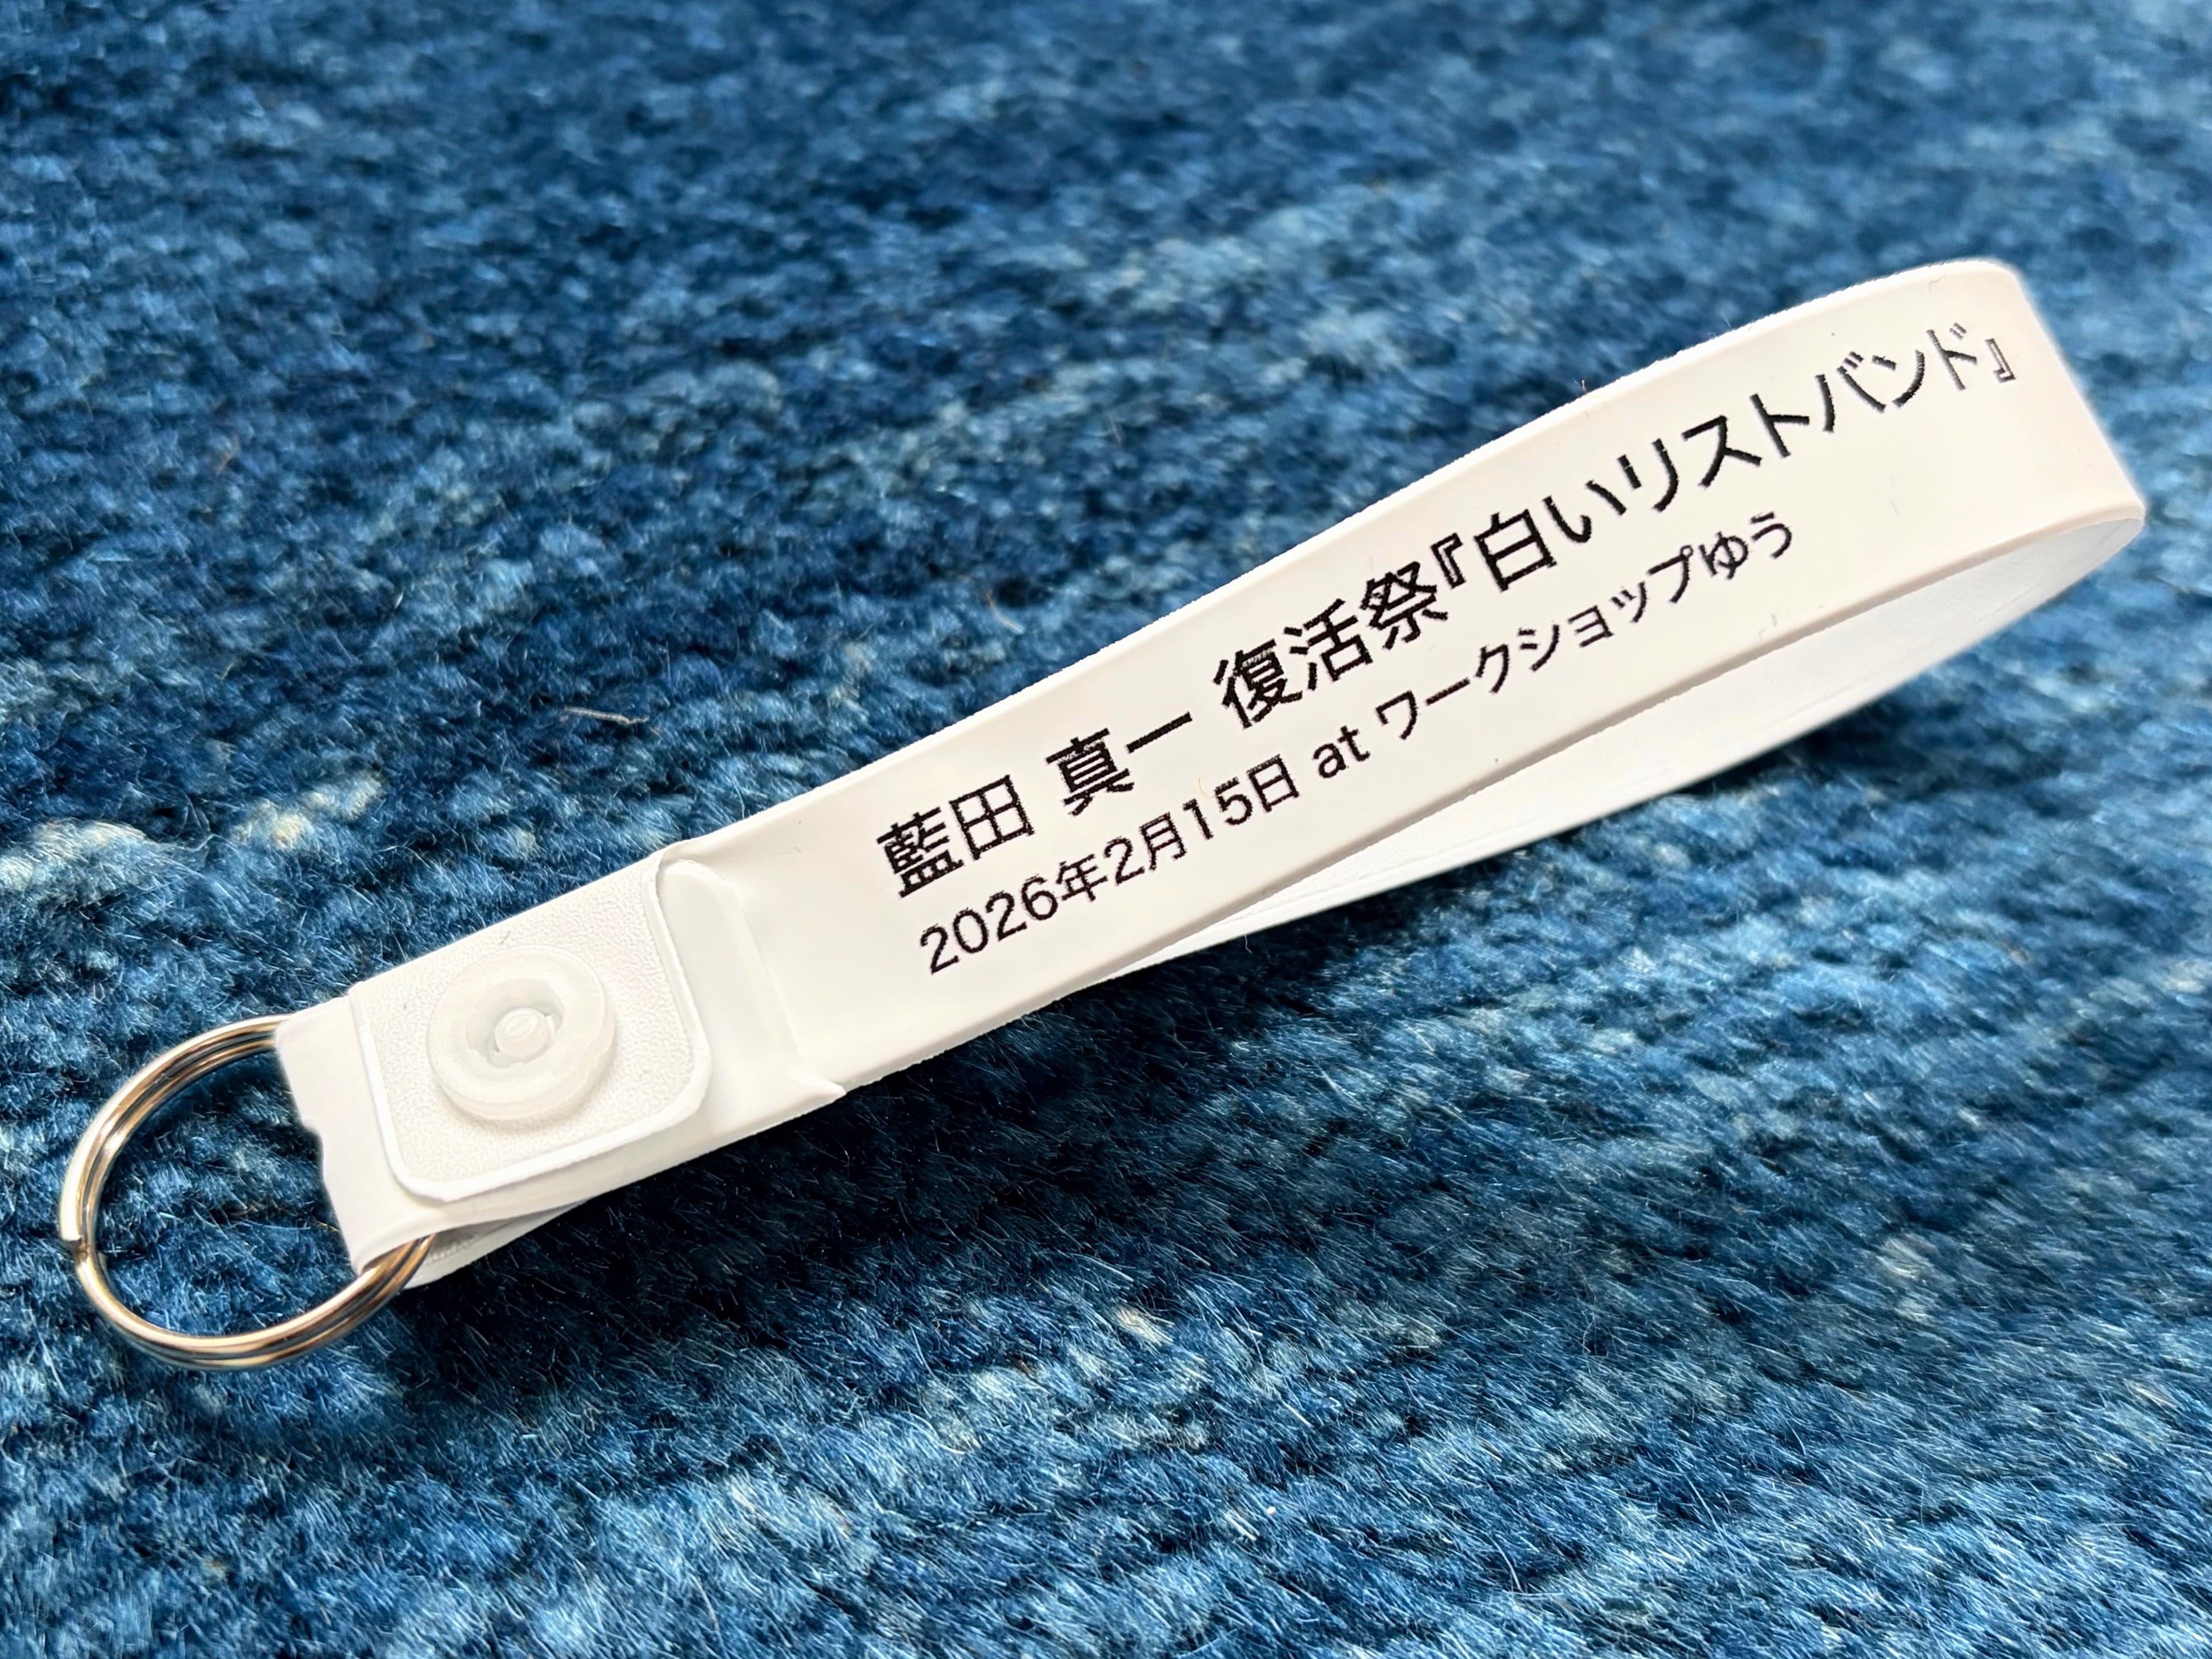 藍田 真一 復活祭『白いリストバンド』
2026年2月15日 at ワークショップゆう